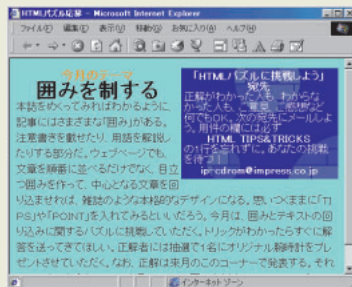 HTMLパズル応募 - Microsoft Internet Explorer
ファイル(F) 編集(E) 表示(V) 移動(G) お気に入り(A) ヘルプ(H)
今月のテーマ
囲みを制する
本誌をめくってみればわかるように、
記事にはさまざまな「囲み」がある。
注意書きを載せたり、用語を解説し
たりする部分だ。ウェブページでも、
文章を順番に並べるだけでなく、目立
つ囲みを作って、中心となる文章を回
り込ませれば、雑誌のような本格的なデザインになる。思いつくままに「TI
PS」や「POINT」を入れてみるといいだろう。今月は、囲みとテキストの回
り込みに関するパズルに挑戦していただく。トリックがわかったらすぐに解
答を送ってきてほしい。正解者には抽選で1名にオリジナル腕時計をプレ
ゼントさせていただく。なお、正解は来月のこのコーナーで発表する。それ
「HTMLパズルに挑戦しよう」
宛先
正解がわかった人も、わからな
かった人も、ご意見、ご感想など
何でもOK。次の宛先にメールしよ
う。用件の欄には必ず
HTML TIPS&TRICKS
の1行を忘れずに。あなたの挑戦
を待つ！
ip-cdrom@impress.co.jp
インターネット ゾーン